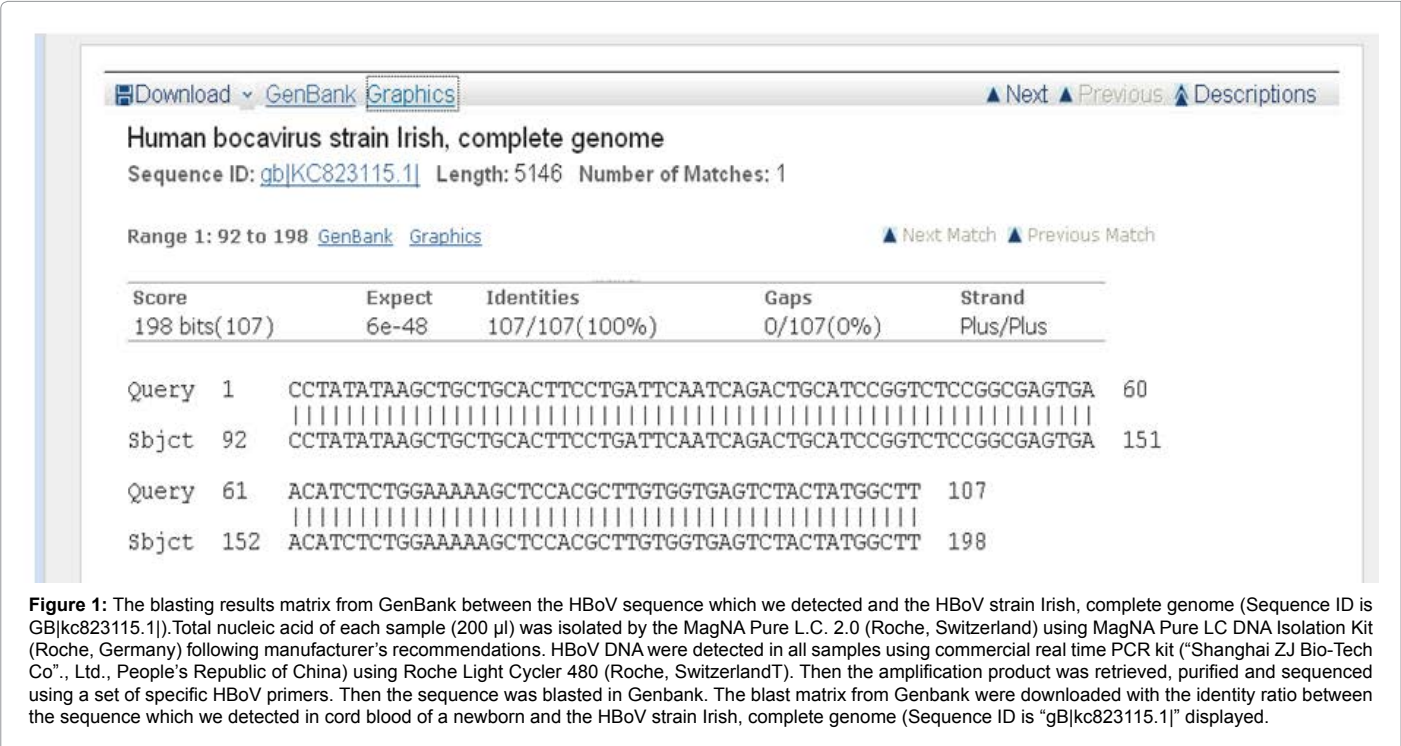 Download GenBank Graphics Next Previous Descriptions
Human bocavirus strain Irish, complete genome
Sequence ID: gb|KC823115.1| Length: 5146 Number of Matches: 1
Range 1: 92 to 198 GenBank Graphics Next Match Previous Match
Score Expect Identities Gaps Strand
198 bits(107) 6e-48 107/107(100%) 0/107(0%) Plus/Plus
Query 1 CCTATATAAGCTGCTGCACTTCCTGATTCAATCAGACTGCATCCGGTCTCCGGCGAGTGA 60
Sbjct 92 CCTATATAAGCTGCTGCACTTCCTGATTCAATCAGACTGCATCCGGTCTCCGGCGAGTGA 151
Query 61 ACATCTCTGGAAAAAGCTCCACGCTTGTGGTGAGTCTACTATGGCTT 107
Sbjct 152 ACATCTCTGGAAAAAGCTCCACGCTTGTGGTGAGTCTACTATGGCTT 198
Figure 1: The blasting results matrix from GenBank between the HBoV sequence which we detected and the HBoV strain Irish, complete genome (Sequence ID is
GB|kc823115.1|).Total nucleic acid of each sample (200 µl) was isolated by the MagNA Pure L.C. 2.0 (Roche, Switzerland) using MagNA Pure LC DNA Isolation Kit
(Roche, Germany) following manufacturer's recommendations. HBoV DNA were detected in all samples using commercial real time PCR kit ("Shanghai ZJ Bio-Tech
Co"., Ltd., People's Republic of China) using Roche Light Cycler 480 (Roche, SwitzerlandT). Then the amplification product was retrieved, purified and sequenced
using a set of specific HBoV primers. Then the sequence was blasted in Genbank. The blast matrix from Genbank were downloaded with the identity ratio between
the sequence which we detected in cord blood of a newborn and the HBoV strain Irish, complete genome (Sequence ID is "gB|kc823115.1|" displayed.